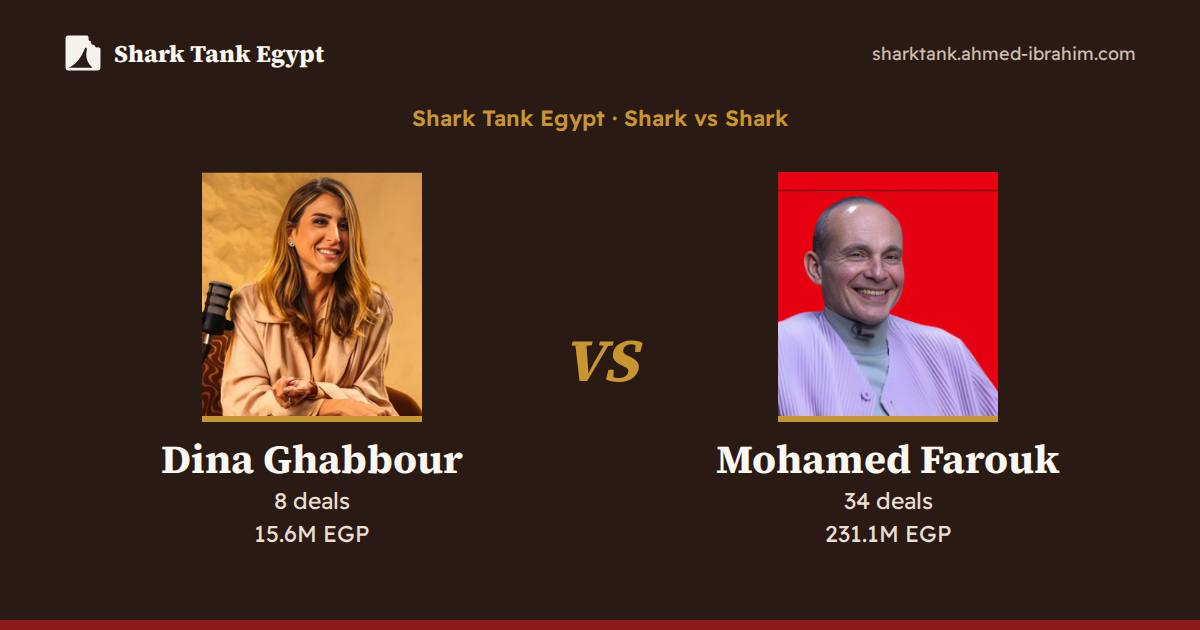 Shark Tank Egypt
sharktank.ahmed-ibrahim.com
Shark Tank Egypt · Shark vs Shark
VS
Dina Ghabbour
8 deals
15.6M EGP
Mohamed Farouk
34 deals
231.1M EGP